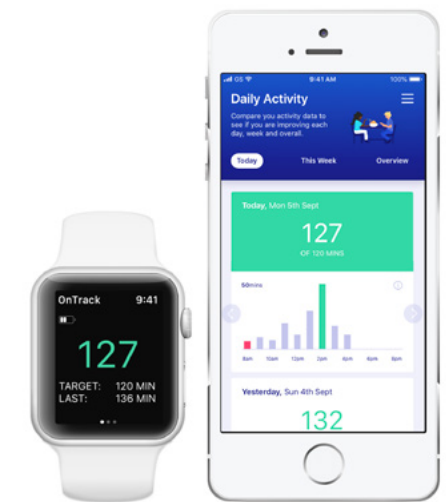 OnTrack 9:41
127
TARGET: 120 MIN
LAST: 136 MIN
9:41 AM
100%
Daily Activity
Compare you activity data to
see if you are improving each
day, week and overall.
Today This Week Overview
Today, Mon 5th Sept
127
OF 120 MINS
50mins
8am 10am 12pm 2pm 4pm 6pm 8pm
Yesterday, Sun 4th Sept
132